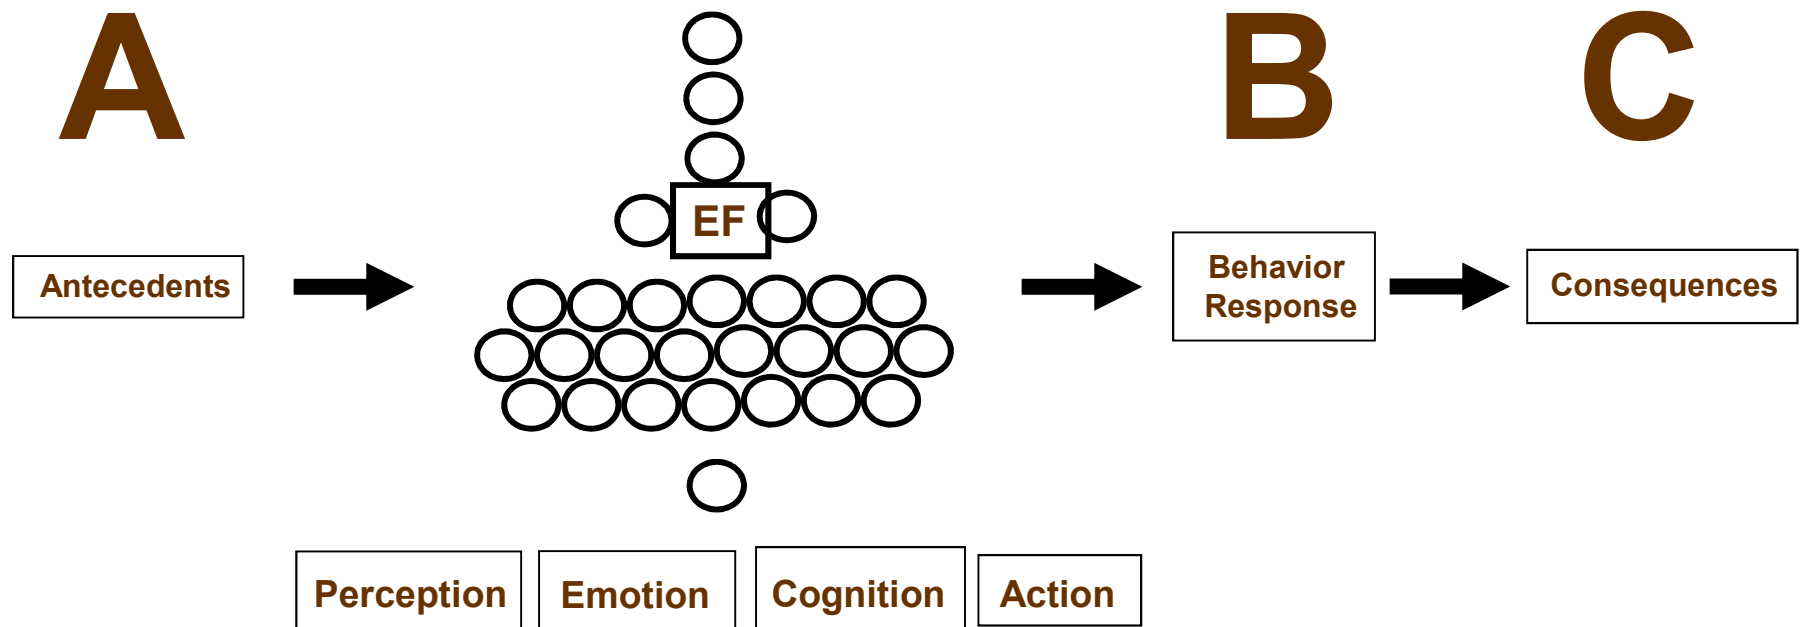 A
B
C
EF
Antecedents
Behavior
Response
Consequences
Perception
Emotion
Cognition
Action